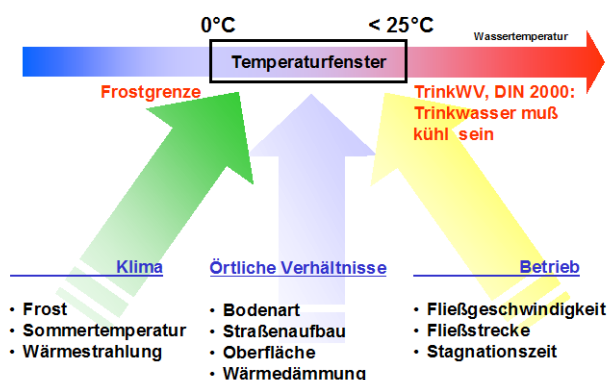 0°C
< 25°C
Wassertemperatur
Temperaturfenster
Frostgrenze
TrinkWV, DIN 2000:
Trinkwasser muß
kühl sein
Klima
• Frost
• Sommertemperatur
• Wärmestrahlung
Örtliche Verhältnisse
• Bodenart
• Straßenaufbau
• Oberfläche
• Wärmedämmung
Betrieb
• Fließgeschwindigkeit
• Fließstrecke
• Stagnationszeit